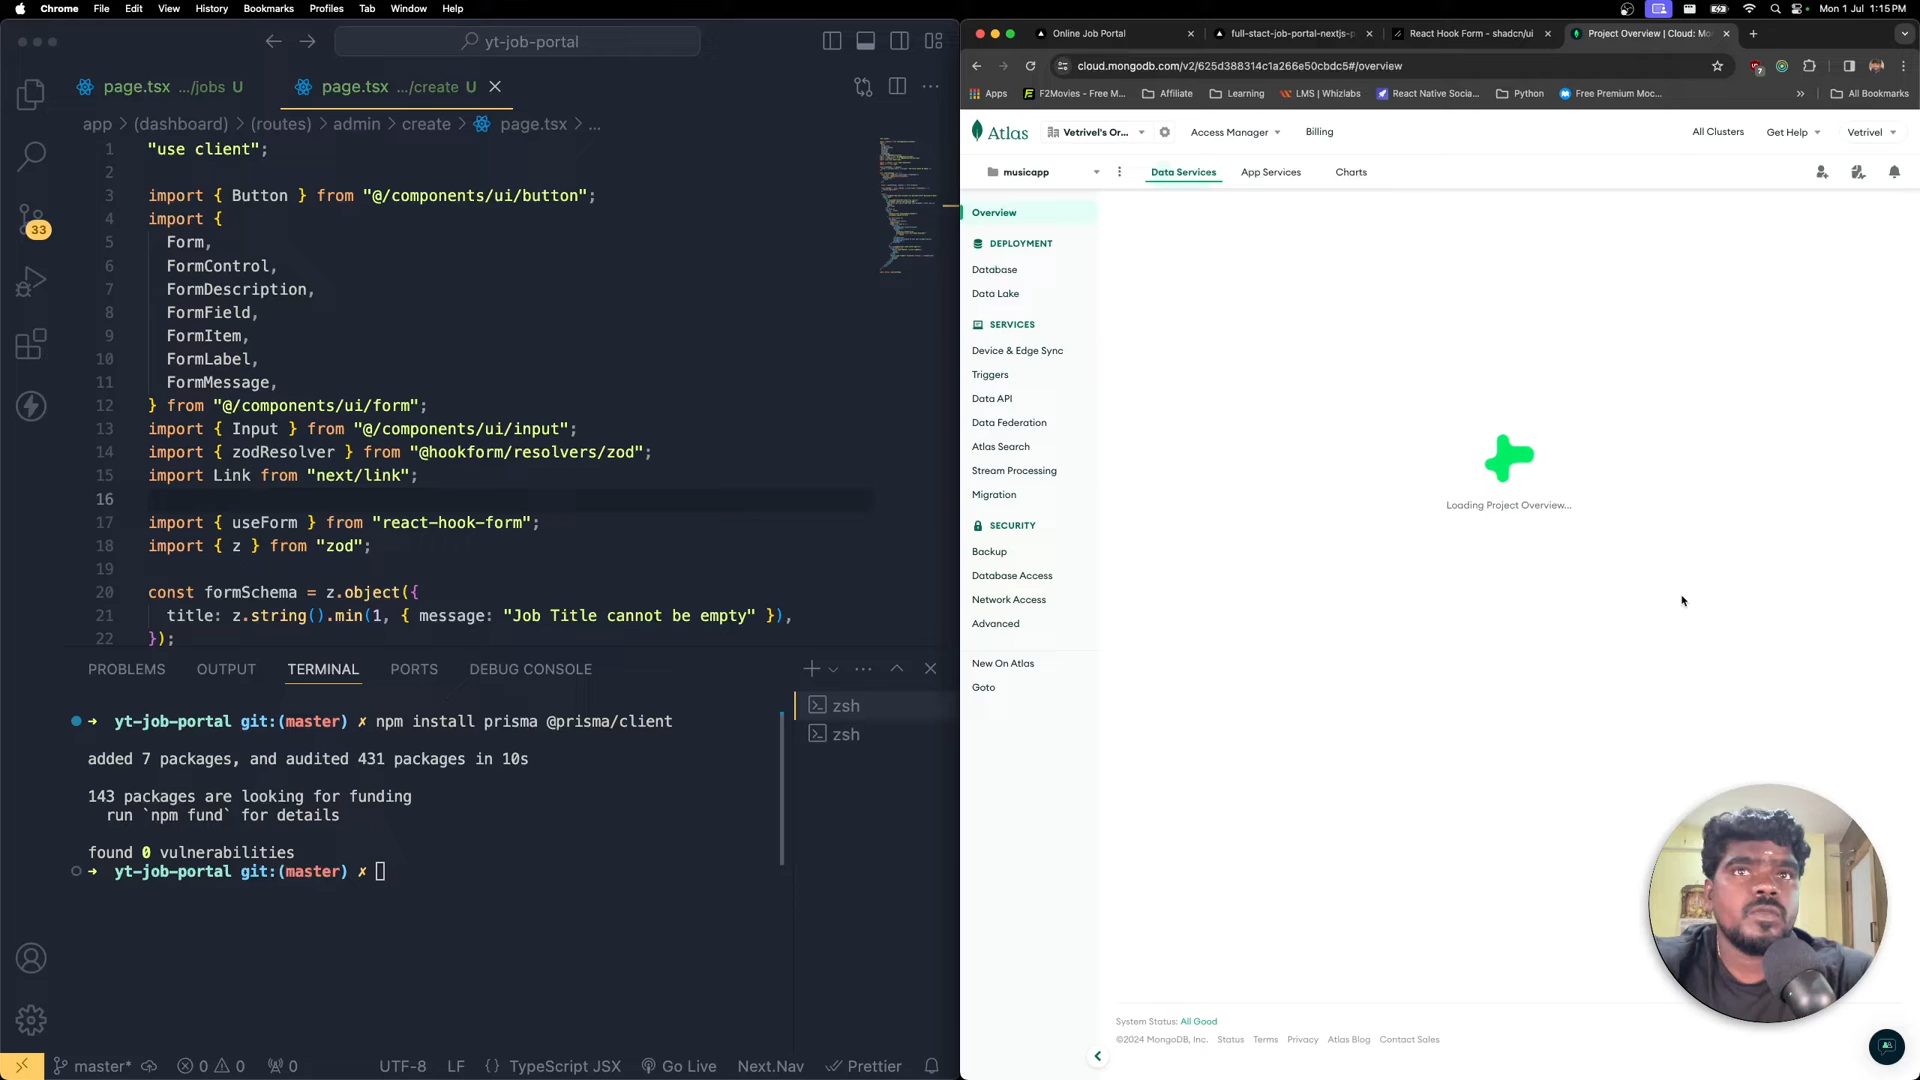 Chrome File Edit View History Bookmarks Profiles Tab Window Help
Mon 1 Jul 1:15 PM
yt-job-portal
page.tsx .../jobs U
page.tsx .../create U
app > (dashboard) > (routes) > admin > create > page.tsx > ...
1 "use client";
2
3 import { Button } from "@/components/ui/button";
4 import {
5 Form,
6 FormControl,
7 FormDescription,
8 FormField,
9 FormItem,
10 FormLabel,
11 FormMessage,
12 } from "@/components/ui/form";
13 import { Input } from "@/components/ui/input";
14 import { zodResolver } from "@hookform/resolvers/zod";
15 import Link from "next/link";
16
17 import { useForm } from "react-hook-form";
18 import { z } from "zod";
19
20 const formSchema = z.object({
21 title: z.string().min(1, { message: "Job Title cannot be empty" }),
22 });
33
PROBLEMS OUTPUT TERMINAL PORTS DEBUG CONSOLE
zsh
zsh
yt-job-portal git:(master) ✗ npm install prisma @prisma/client
added 7 packages, and audited 431 packages in 10s
143 packages are looking for funding
run `npm fund` for details
found 0 vulnerabilities
yt-job-portal git:(master) ✗
master* 0 0 0 UTF-8 LF {} TypeScript JSX Go Live Next.Nav Prettier
Online Job Portal
full-stact-job-portal-nextjs-p
React Hook Form - shadcn/ui
Project Overview | Cloud: Mon
cloud.mongodb.com/v2/625d388314c1a266e50cbdc5#/overview
7
Apps F2Movies - Free M... Affiliate Learning LMS | Whizlabs React Native Socia... Python Free Premium Moc... » All Bookmarks
Atlas Vetrivel's Or... Access Manager Billing All Clusters Get Help Vetrivel
musicapp Data Services App Services Charts
Overview
DEPLOYMENT
Database
Data Lake
SERVICES
Device & Edge Sync
Triggers
Data API
Data Federation
Atlas Search
Stream Processing
Migration
SECURITY
Backup
Database Access
Network Access
Advanced
New On Atlas
Goto
Loading Project Overview...
System Status: All Good
©2024 MongoDB, Inc. Status Terms Privacy Atlas Blog Contact Sales